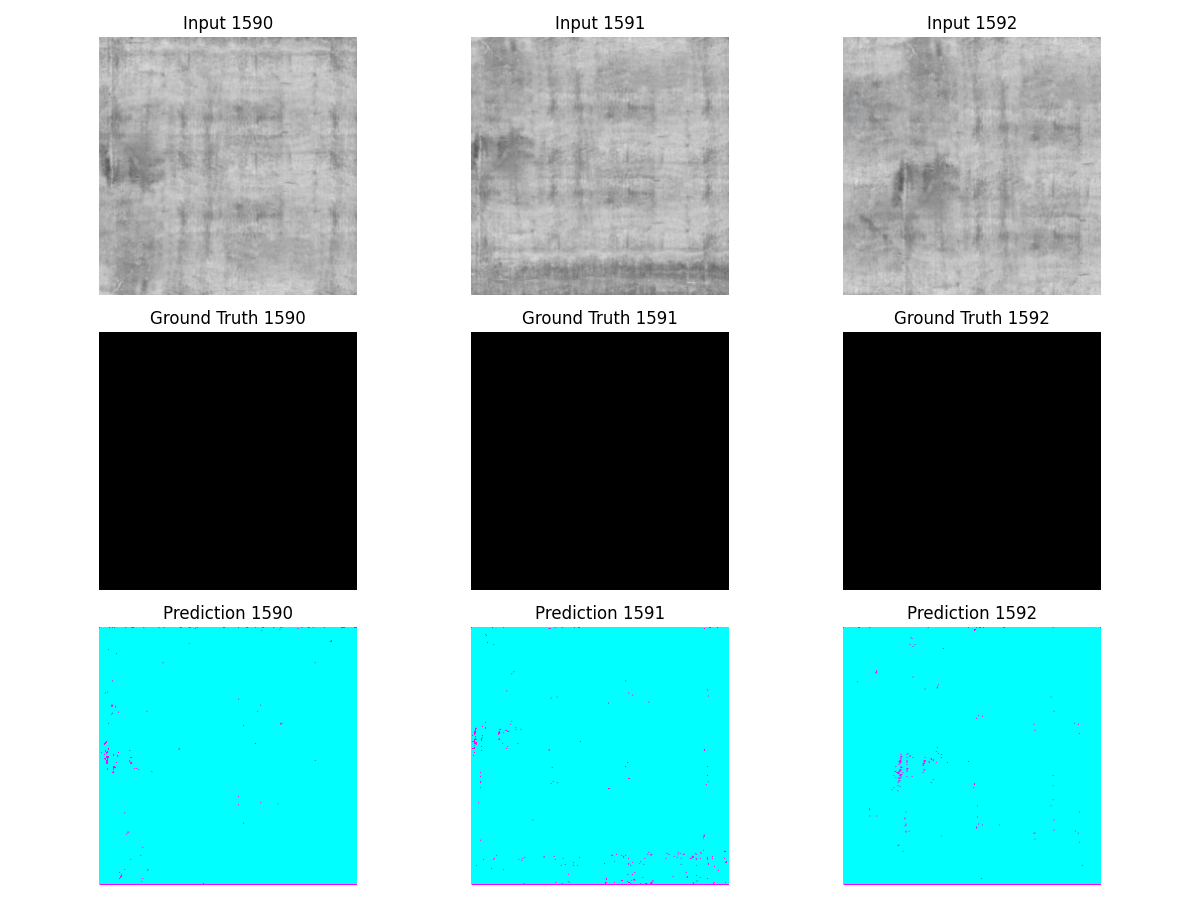 Input 1590
Input 1591
Input 1592
Ground Truth 1590
Ground Truth 1591
Ground Truth 1592
Prediction 1590
Prediction 1591
Prediction 1592